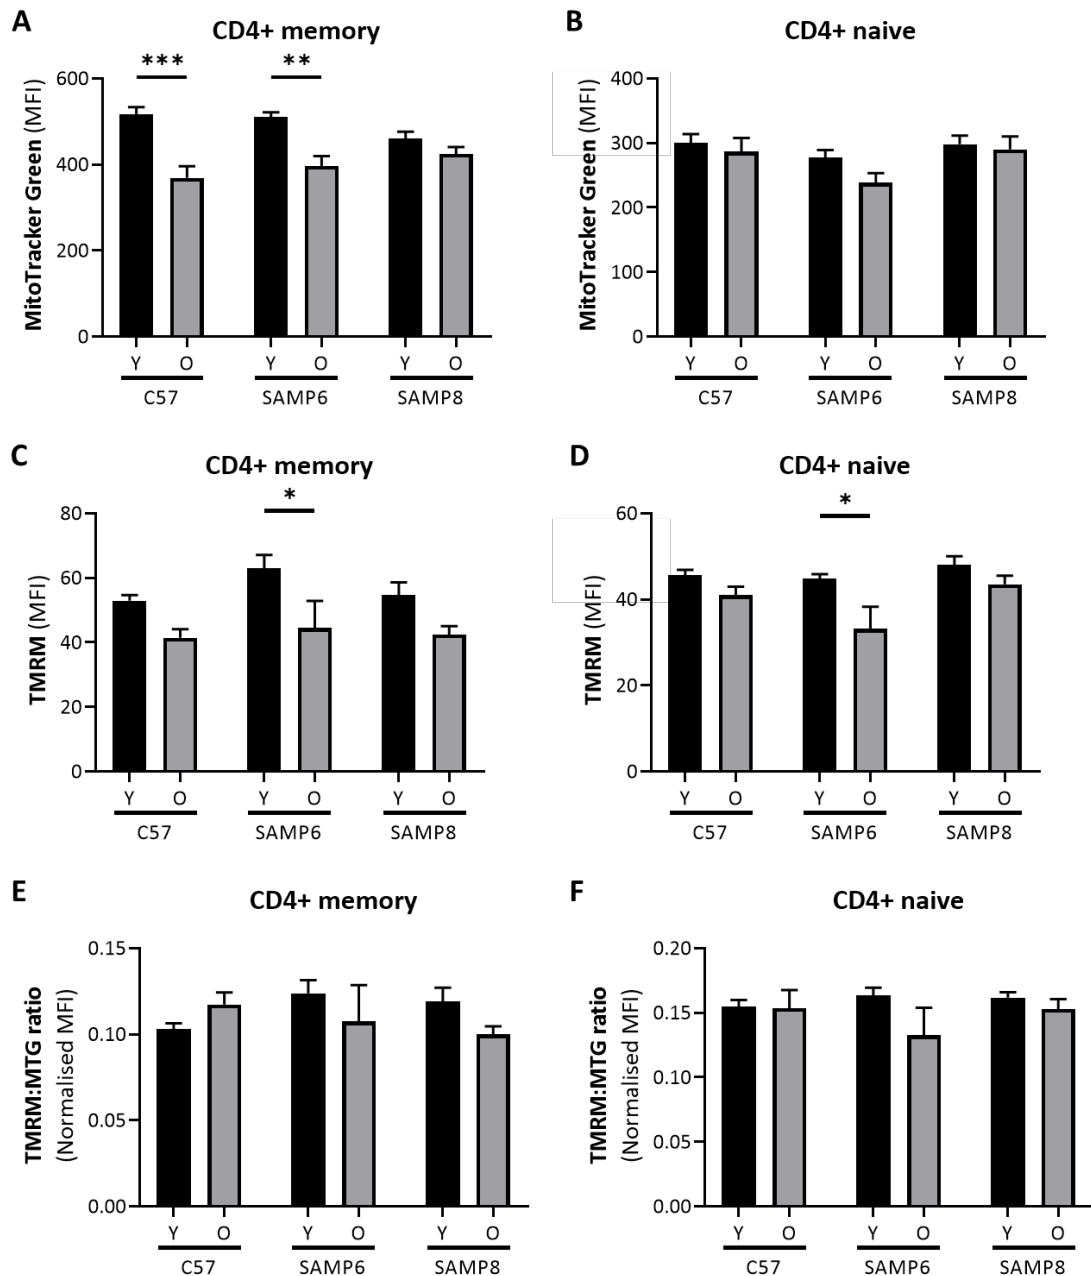 A
CD4+ memory
*** **
MitoTracker Green (MFI)
600
400
200
0
Y O Y O Y O
C57 SAMP6 SAMP8
B
CD4+ naive
MitoTracker Green (MFI)
400
300
200
100
0
Y O Y O Y O
C57 SAMP6 SAMP8
C
CD4+ memory
*
TMRM (MFI)
80
60
40
20
0
Y O Y O Y O
C57 SAMP6 SAMP8
D
CD4+ naive
*
TMRM (MFI)
60
40
20
0
Y O Y O Y O
C57 SAMP6 SAMP8
E
CD4+ memory
TMRM:MTG ratio
(Normalised MFI)
0.15
0.10
0.05
0.00
Y O Y O Y O
C57 SAMP6 SAMP8
F
CD4+ naive
TMRM:MTG ratio
(Normalised MFI)
0.20
0.15
0.10
0.05
0.00
Y O Y O Y O
C57 SAMP6 SAMP8